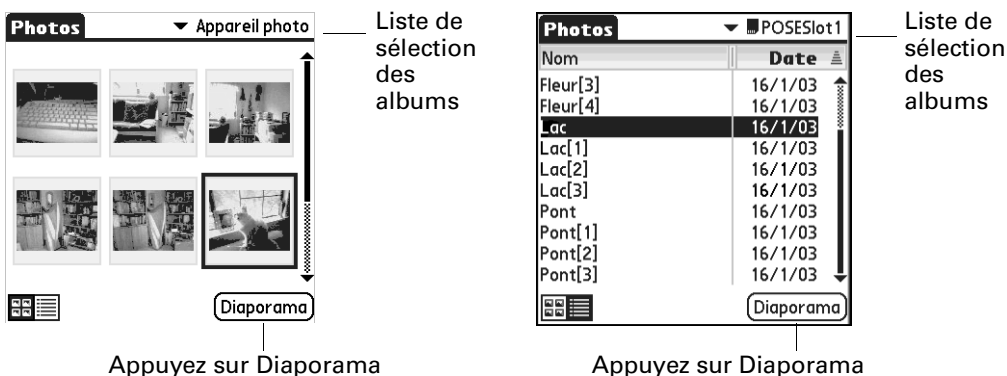 Photos
Appareil photo
Liste de
sélection
des
albums
Diaporama
Appuyez sur Diaporama
Photos
POSESlot1
Liste de
sélection
des
albums
Nom Date
Fleur[3] 16/1/03
Fleur[4] 16/1/03
Lac 16/1/03
Lac[1] 16/1/03
Lac[2] 16/1/03
Lac[3] 16/1/03
Pont 16/1/03
Pont[1] 16/1/03
Pont[2] 16/1/03
Pont[3] 16/1/03
Diaporama
Appuyez sur Diaporama